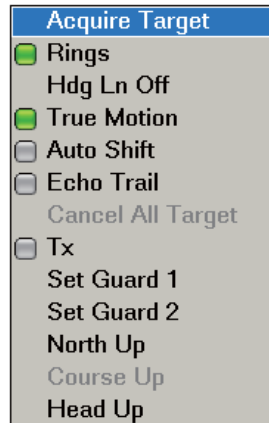 Acquire Target
Rings
Hdg Ln Off
True Motion
Auto Shift
Echo Trail
Cancel All Target
Tx
Set Guard 1
Set Guard 2
North Up
Course Up
Head Up